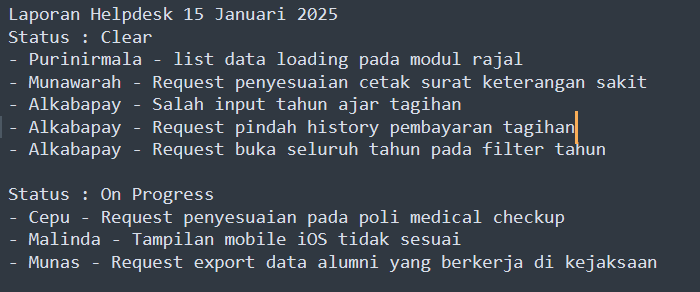 Laporan Helpdesk 15 Januari 2025
Status : Clear
- Purinirmala - list data loading pada modul rajal
- Munawarah - Request penyesuaian cetak surat keterangan sakit
- Alkabapay - Salah input tahun ajar tagihan
- Alkabapay - Request pindah history pembayaran tagihan
- Alkabapay - Request buka seluruh tahun pada filter tahun
Status : On Progress
- Cepu - Request penyesuaian pada poli medical checkup
- Malinda - Tampilan mobile iOS tidak sesuai
- Munas - Request export data alumni yang berkerja di kejaksaan